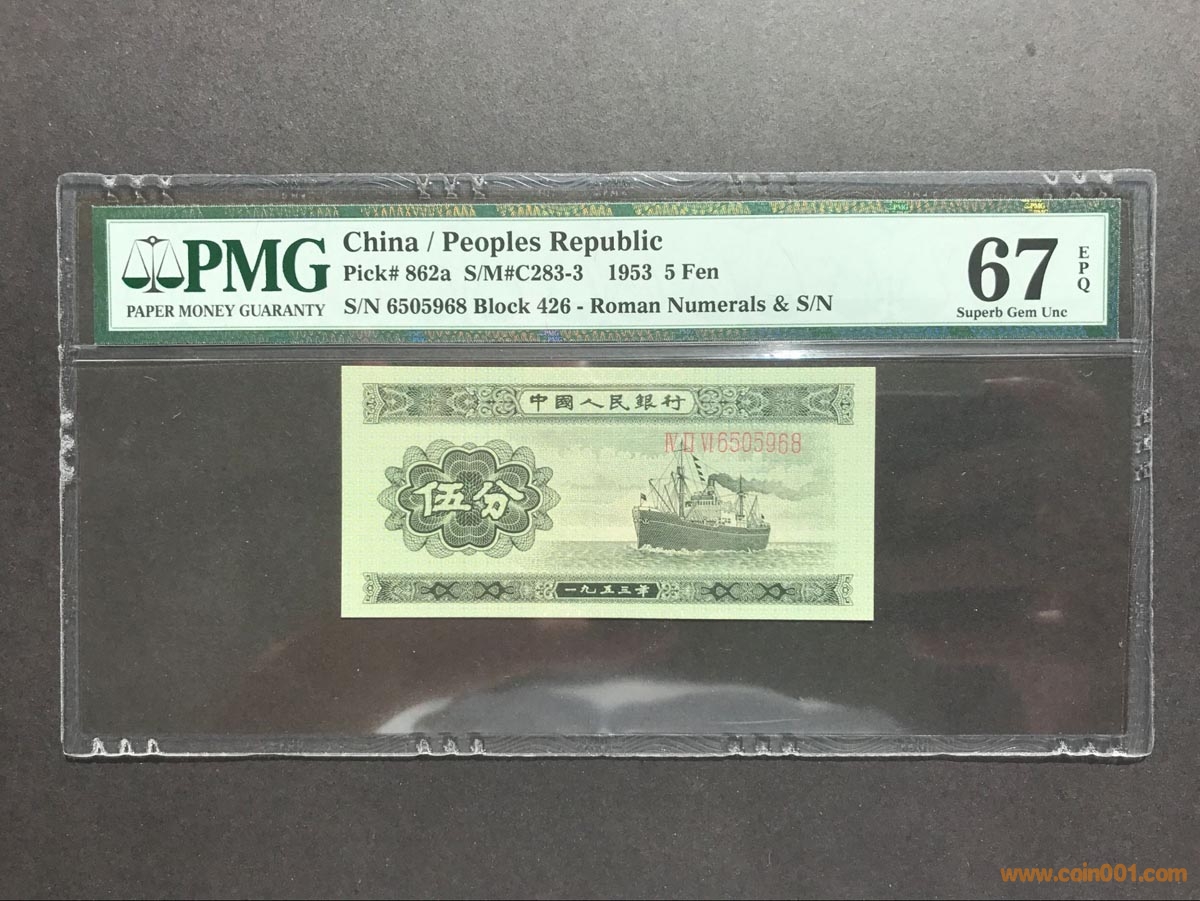 PMG
PAPER MONEY GUARANTY
China / Peoples Republic
Pick# 862a S/M#C283-3 1953 5 Fen
S/N 6505968 Block 426 - Roman Numerals & S/N
67
EPQ
Superb Gem Unc
中國人民銀行
IV II VI 6505968
伍分
一九五三年
www.coin001.com